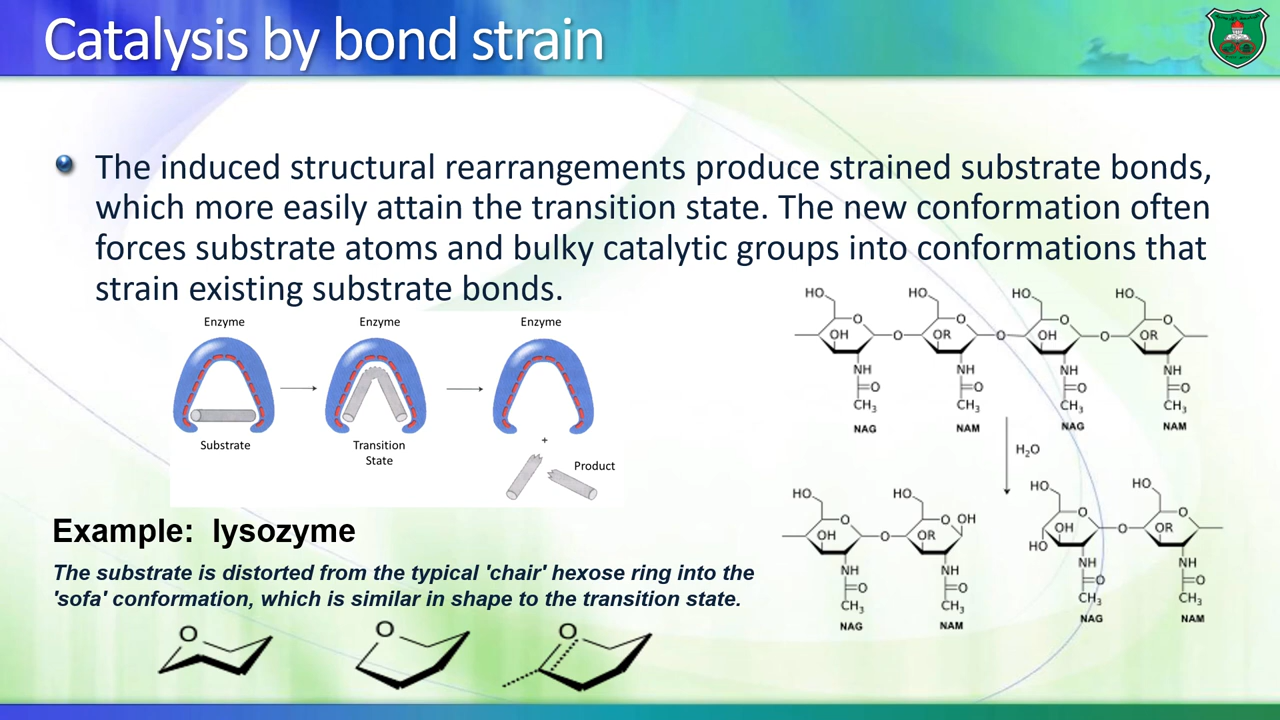 Catalysis by bond strain
The induced structural rearrangements produce strained substrate bonds,
which more easily attain the transition state. The new conformation often
forces substrate atoms and bulky catalytic groups into conformations that
strain existing substrate bonds.
Enzyme
Enzyme
Enzyme
Substrate
Transition
State
+
Product
HO HO HO HO
O O O O
OH O OR O OH O OR
NH NH NH NH
O O O O
CH3 CH3 CH3 CH3
NAG NAM NAG NAM
H2O
HO HO HO HO
O O OH O O
OH O OR HO OH O OR
NH NH NH NH
O O O O
CH3 CH3 CH3 CH3
NAG NAM NAG NAM
Example: lysozyme
The substrate is distorted from the typical 'chair' hexose ring into the
'sofa' conformation, which is similar in shape to the transition state.
O O O